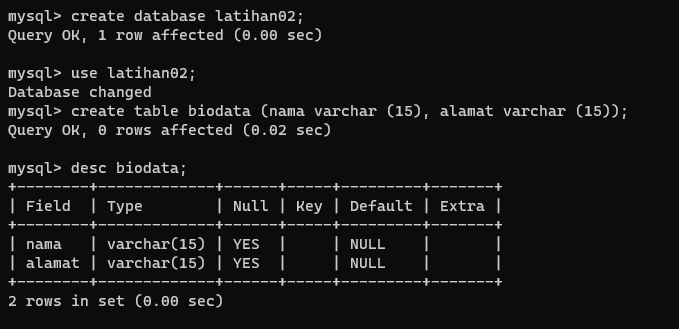 mysql> create database latihan02;
Query OK, 1 row affected (0.00 sec)

mysql> use latihan02;
Database changed
mysql> create table biodata (nama varchar (15), alamat varchar (15));
Query OK, 0 rows affected (0.02 sec)

mysql> desc biodata;
+--------+-------------+------+-----+---------+-------+
| Field  | Type        | Null | Key | Default | Extra |
+--------+-------------+------+-----+---------+-------+
| nama   | varchar(15) | YES  |     | NULL    |       |
| alamat | varchar(15) | YES  |     | NULL    |       |
+--------+-------------+------+-----+---------+-------+
2 rows in set (0.00 sec)